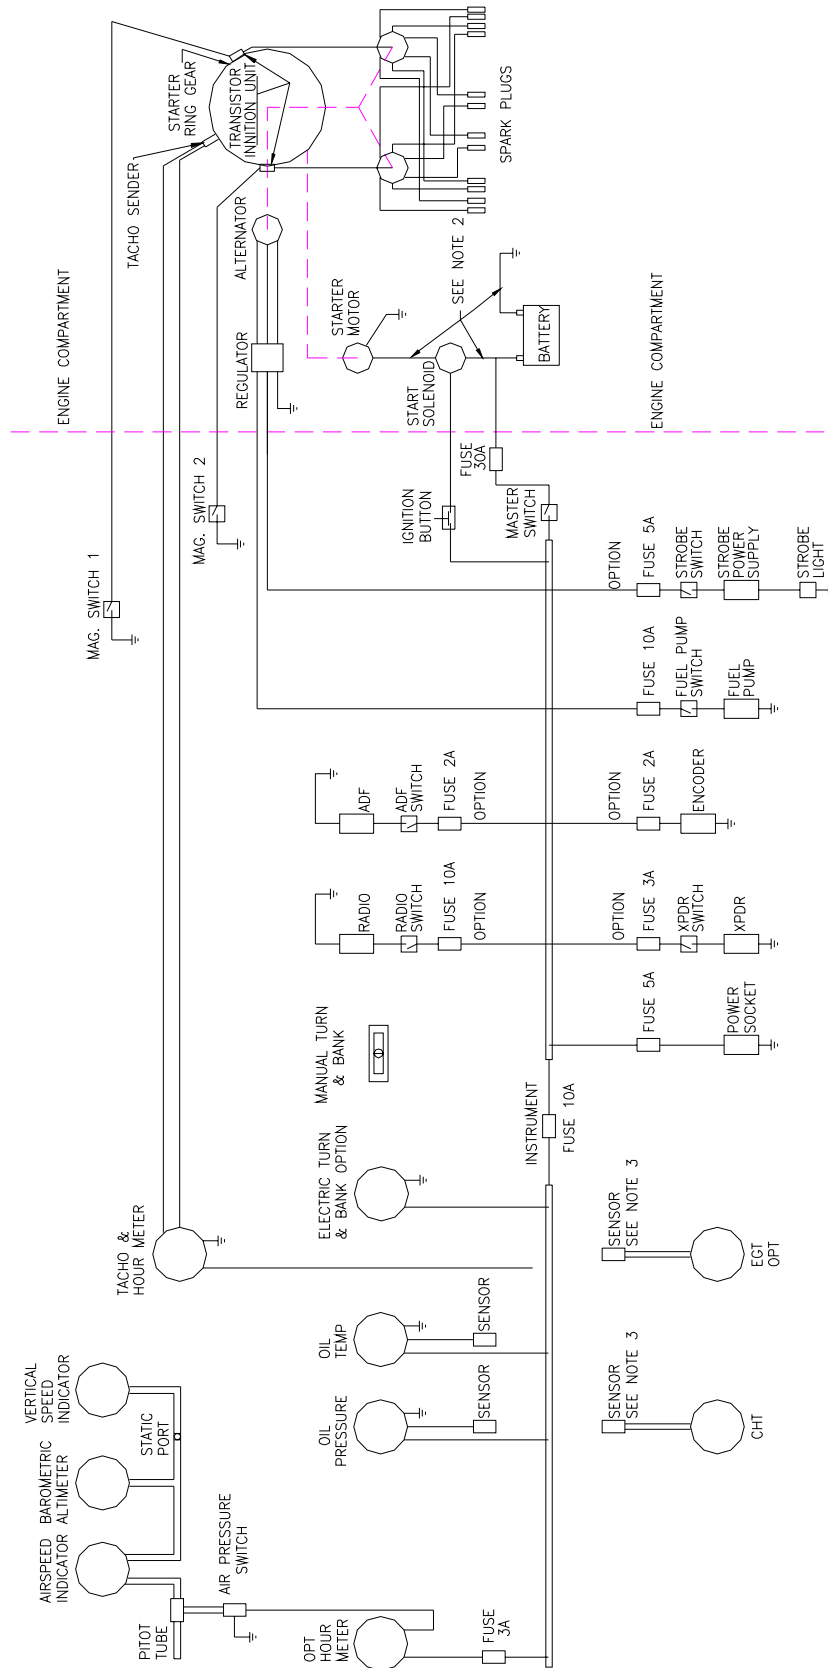 ENGINE COMPARTMENT
TACHO SENDER
STARTER
RING GEAR
TRANSISTOR
INNITION UNIT
SPARK PLUGS
ALTERNATOR
REGULATOR
STARTER
MOTOR
START
SOLENOID
SEE NOTE 2
BATTERY
ENGINE COMPARTMENT
MAG. SWITCH 1
MAG. SWITCH 2
IGNITION
BUTTON
FUSE
30A
MASTER
SWITCH
OPTION
FUSE 5A
STROBE
SWITCH
STROBE
POWER
SUPPLY
STROBE
LIGHT
FUSE 10A
FUEL PUMP
SWITCH
FUEL
PUMP
ADF
ADF
SWITCH
FUSE 2A
OPTION
OPTION
FUSE 2A
ENCODER
RADIO
RADIO
SWITCH
FUSE 10A
OPTION
OPTION
FUSE 3A
XPDR
SWITCH
XPDR
MANUAL TURN
& BANK
FUSE 5A
POWER
SOCKET
TACHO &
HOUR METER
ELECTRIC TURN
& BANK OPTION
INSTRUMENT
FUSE 10A
SENSOR
SEE NOTE 3
EGT
OPT
VERTICAL
SPEED
INDICATOR
STATIC
PORT
OIL
TEMP
SENSOR
OIL
PRESSURE
SENSOR
SENSOR
SEE NOTE 3
CHT
BAROMETRIC
ALTIMETER
AIRSPEED
INDICATOR
PITOT
TUBE
AIR PRESSURE
SWITCH
OPT
HOUR
METER
FUSE
3A